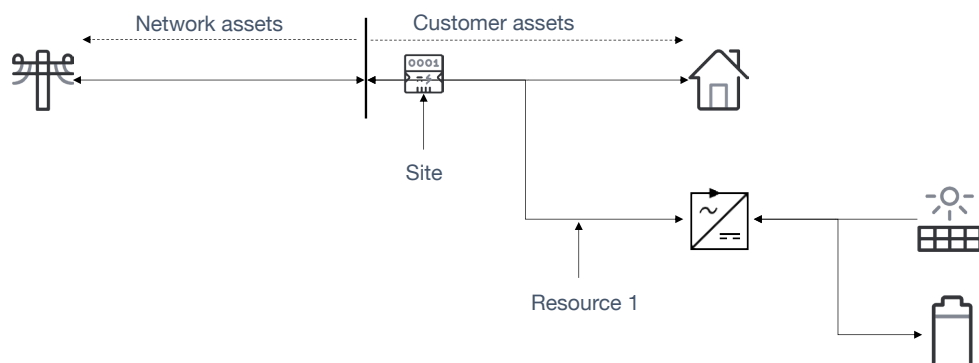 Network assets
Customer assets
0001
Site
Resource 1